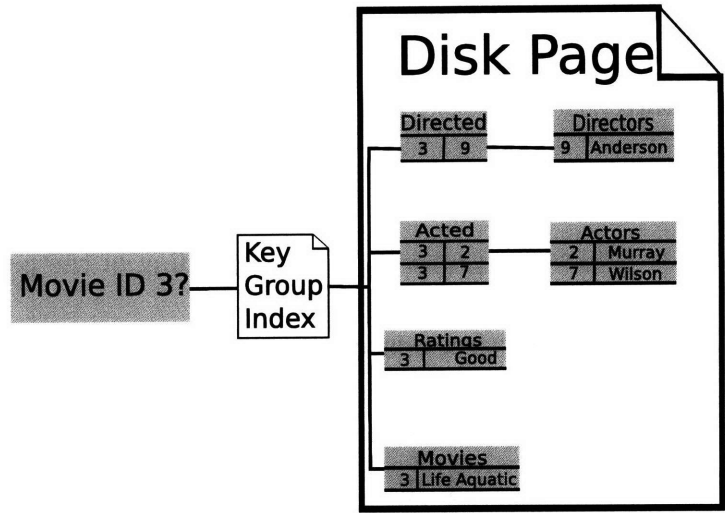 Disk Page
Directed
3 9
Directors
9 Anderson
Acted
3 2
3 7
Actors
2 Murray
7 Wilson
Movie ID 3?
Key
Group
Index
Ratings
3 Good
Movies
3 Life Aquatic